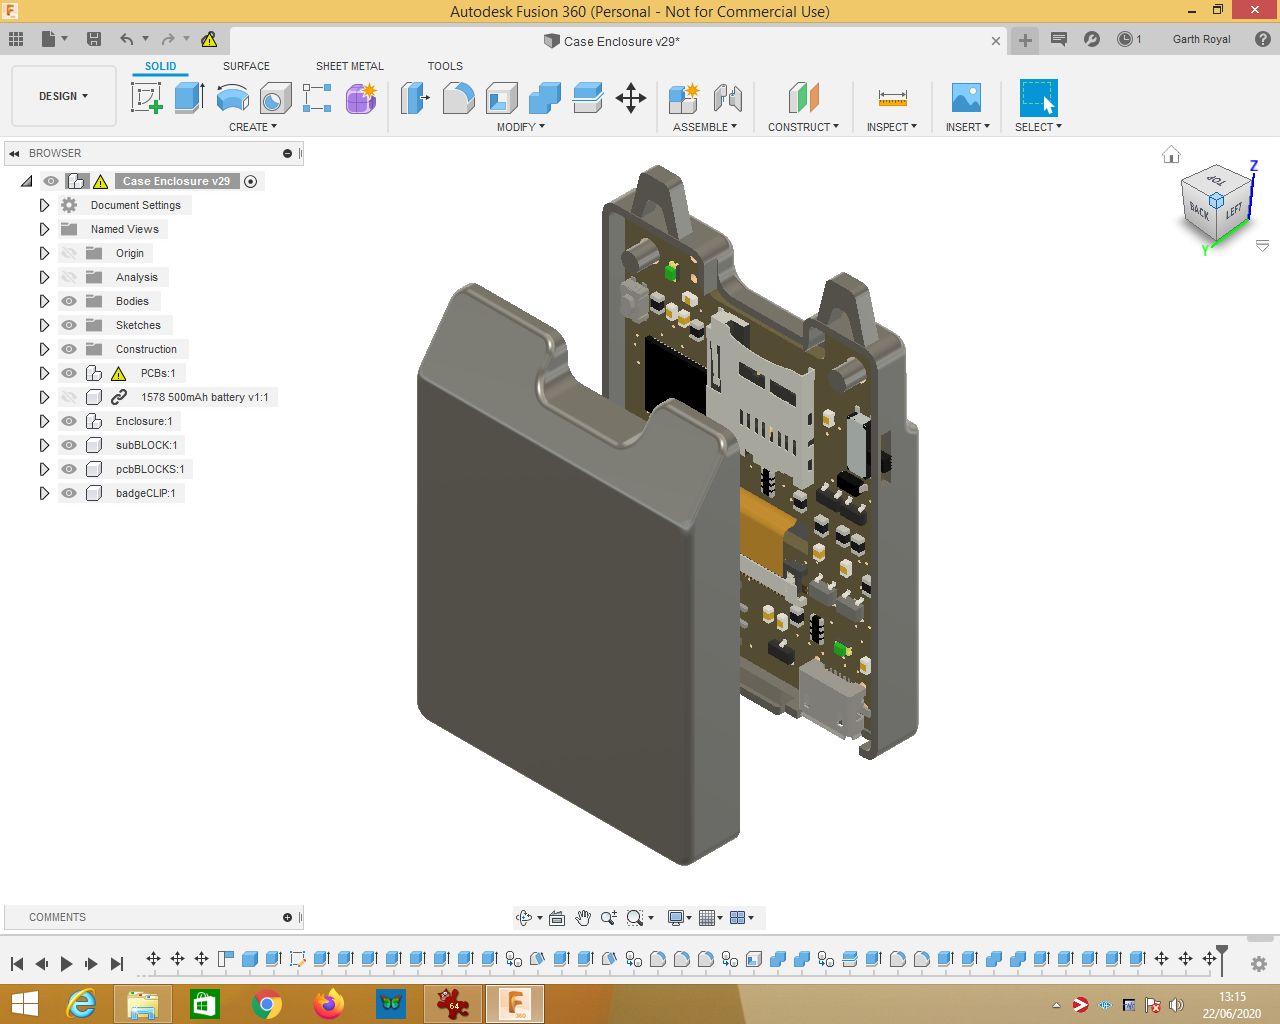 Autodesk Fusion 360 (Personal - Not for Commercial Use)
Case Enclosure v29*
1
Garth Royal
DESIGN
SOLID
SURFACE
SHEET METAL
TOOLS
CREATE
MODIFY
ASSEMBLE
CONSTRUCT
INSPECT
INSERT
SELECT
BROWSER
Case Enclosure v29
Document Settings
Named Views
Origin
Analysis
Bodies
Sketches
Construction
PCBs:1
1578 500mAh battery v1:1
Enclosure:1
subBLOCK:1
pcbBLOCKS:1
badgeCLIP:1
Z
TOP
BACK
LEFT
Y
COMMENTS
64
F
360
13:15
22/06/2020